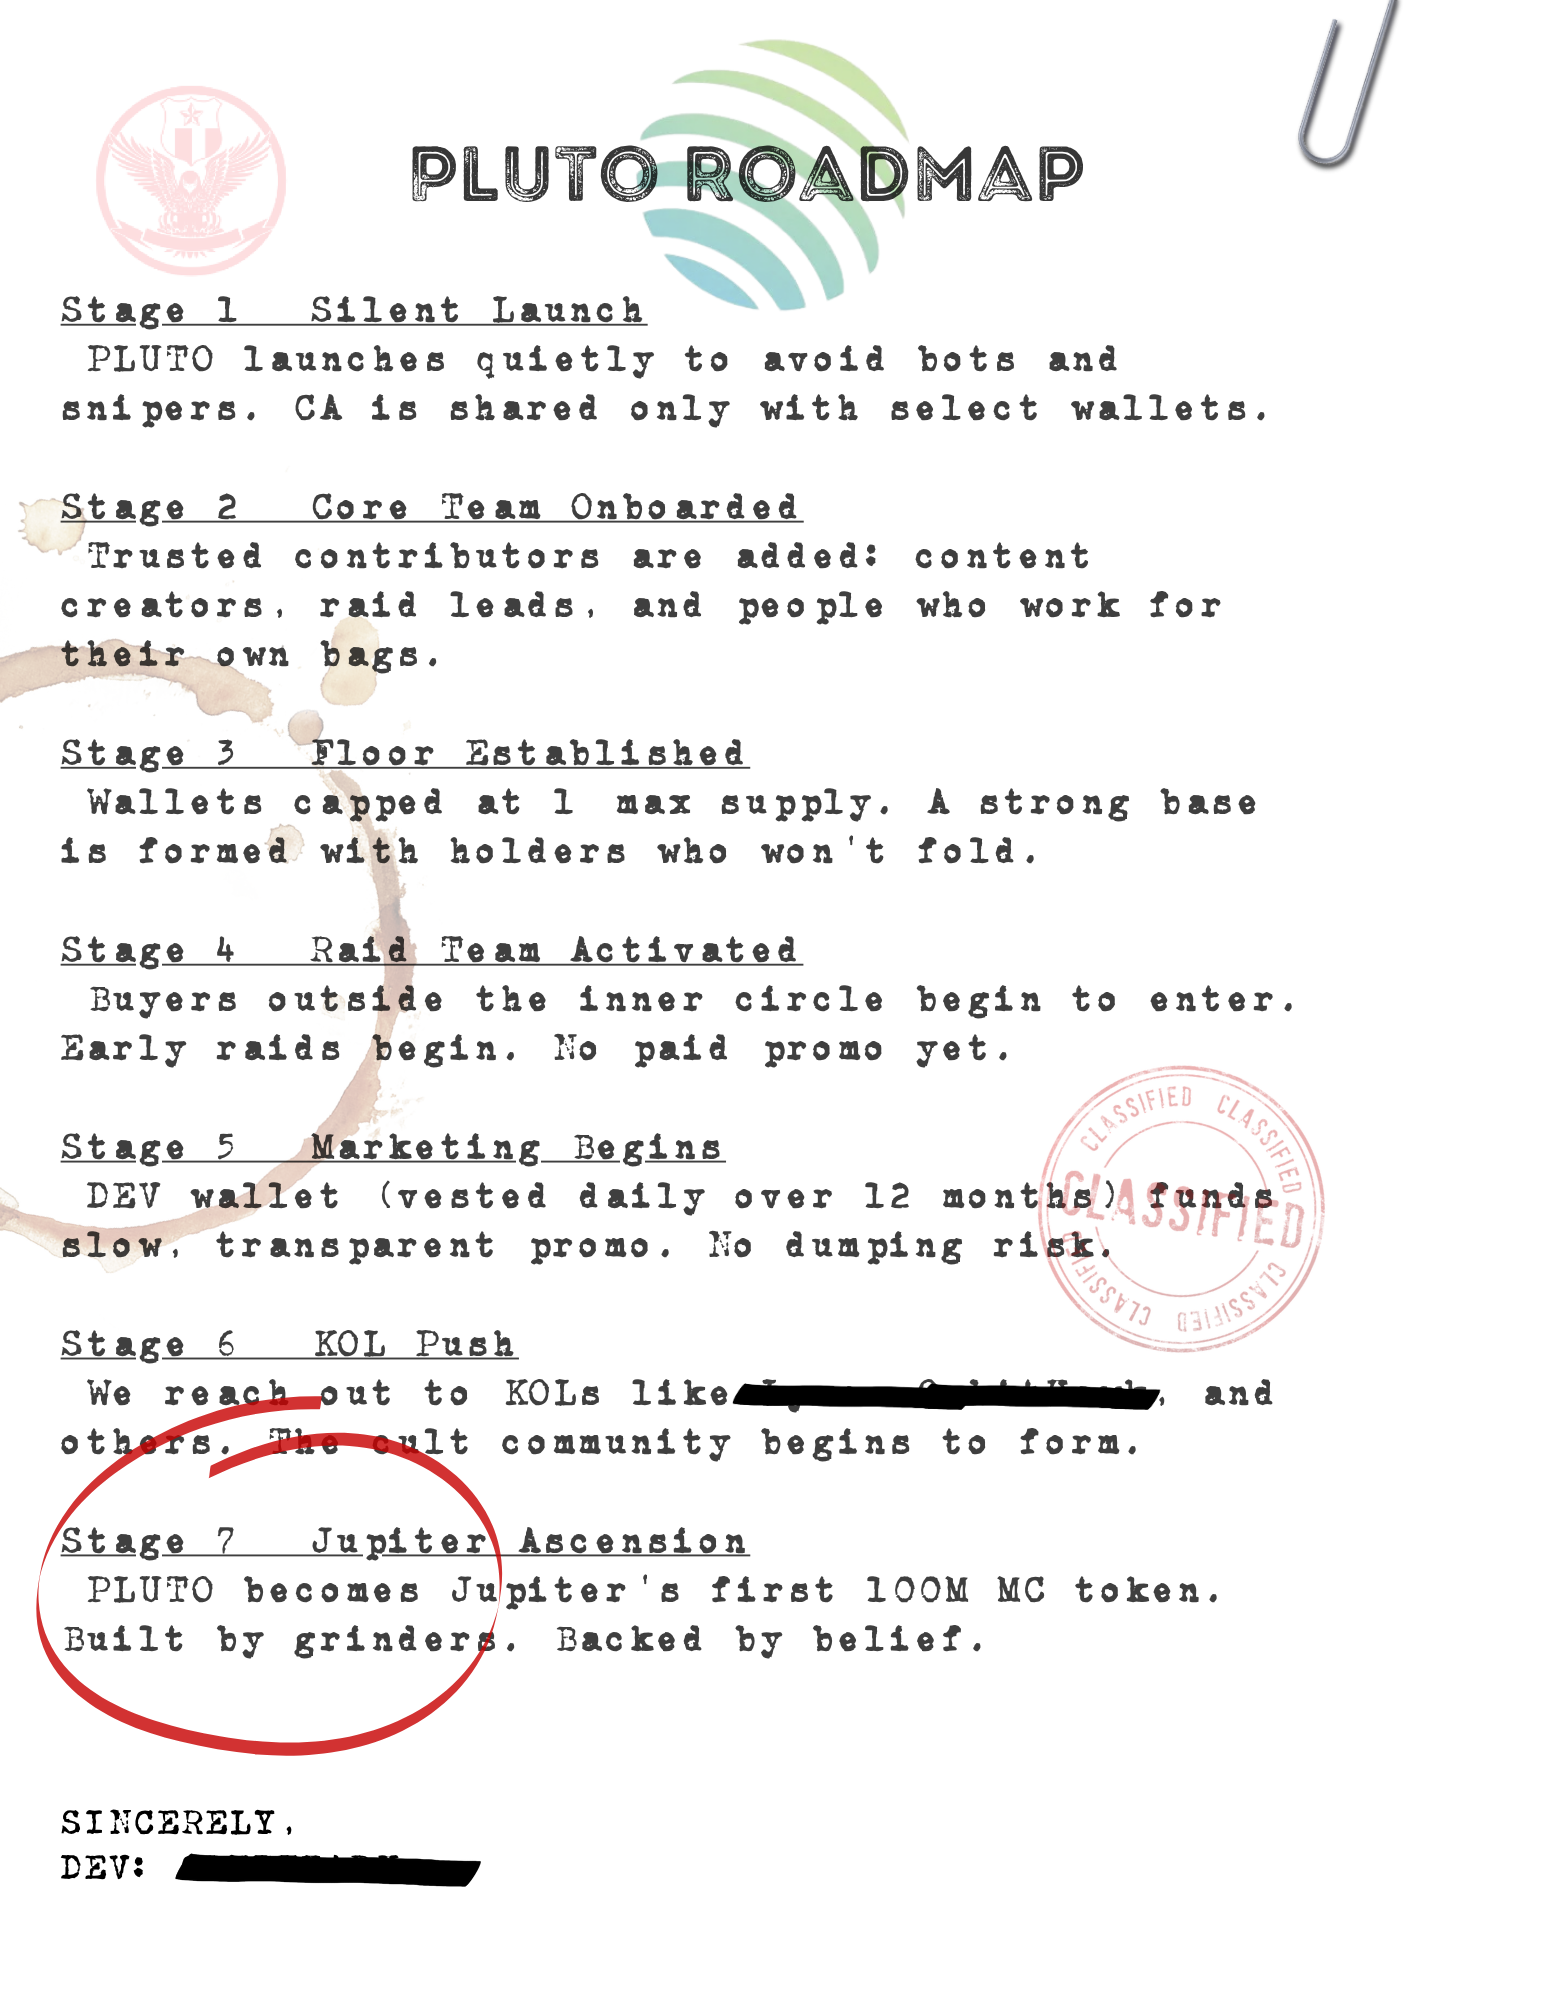 PLUTO ROADMAP
Stage 1 Silent Launch
PLUTO launches quietly to avoid bots and
snipers. CA is shared only with select wallets.
Stage 2 Core Team Onboarded
Trusted contributors are added: content
creators, raid leads, and people who work for
their own bags.
Stage 3 Floor Established
Wallets capped at 1 max supply. A strong base
is formed with holders who won't fold.
Stage 4 Raid Team Activated
Buyers outside the inner circle begin to enter.
Early raids begin. No paid promo yet.
Stage 5 Marketing Begins
DEV wallet (vested daily over 12 months) funds
slow, transparent promo. No dumping risk.
CLASSIFIED CLASSIFIED
CLASSIFIED
CLASSIFIED CLASSIFIED CLASSIFIED
Stage 6 KOL Push
We reach out to KOLs like , and
others. The cult community begins to form.
Stage 7 Jupiter Ascension
PLUTO becomes Jupiter's first 100M MC token.
Built by grinders. Backed by belief.
SINCERELY,
DEV: